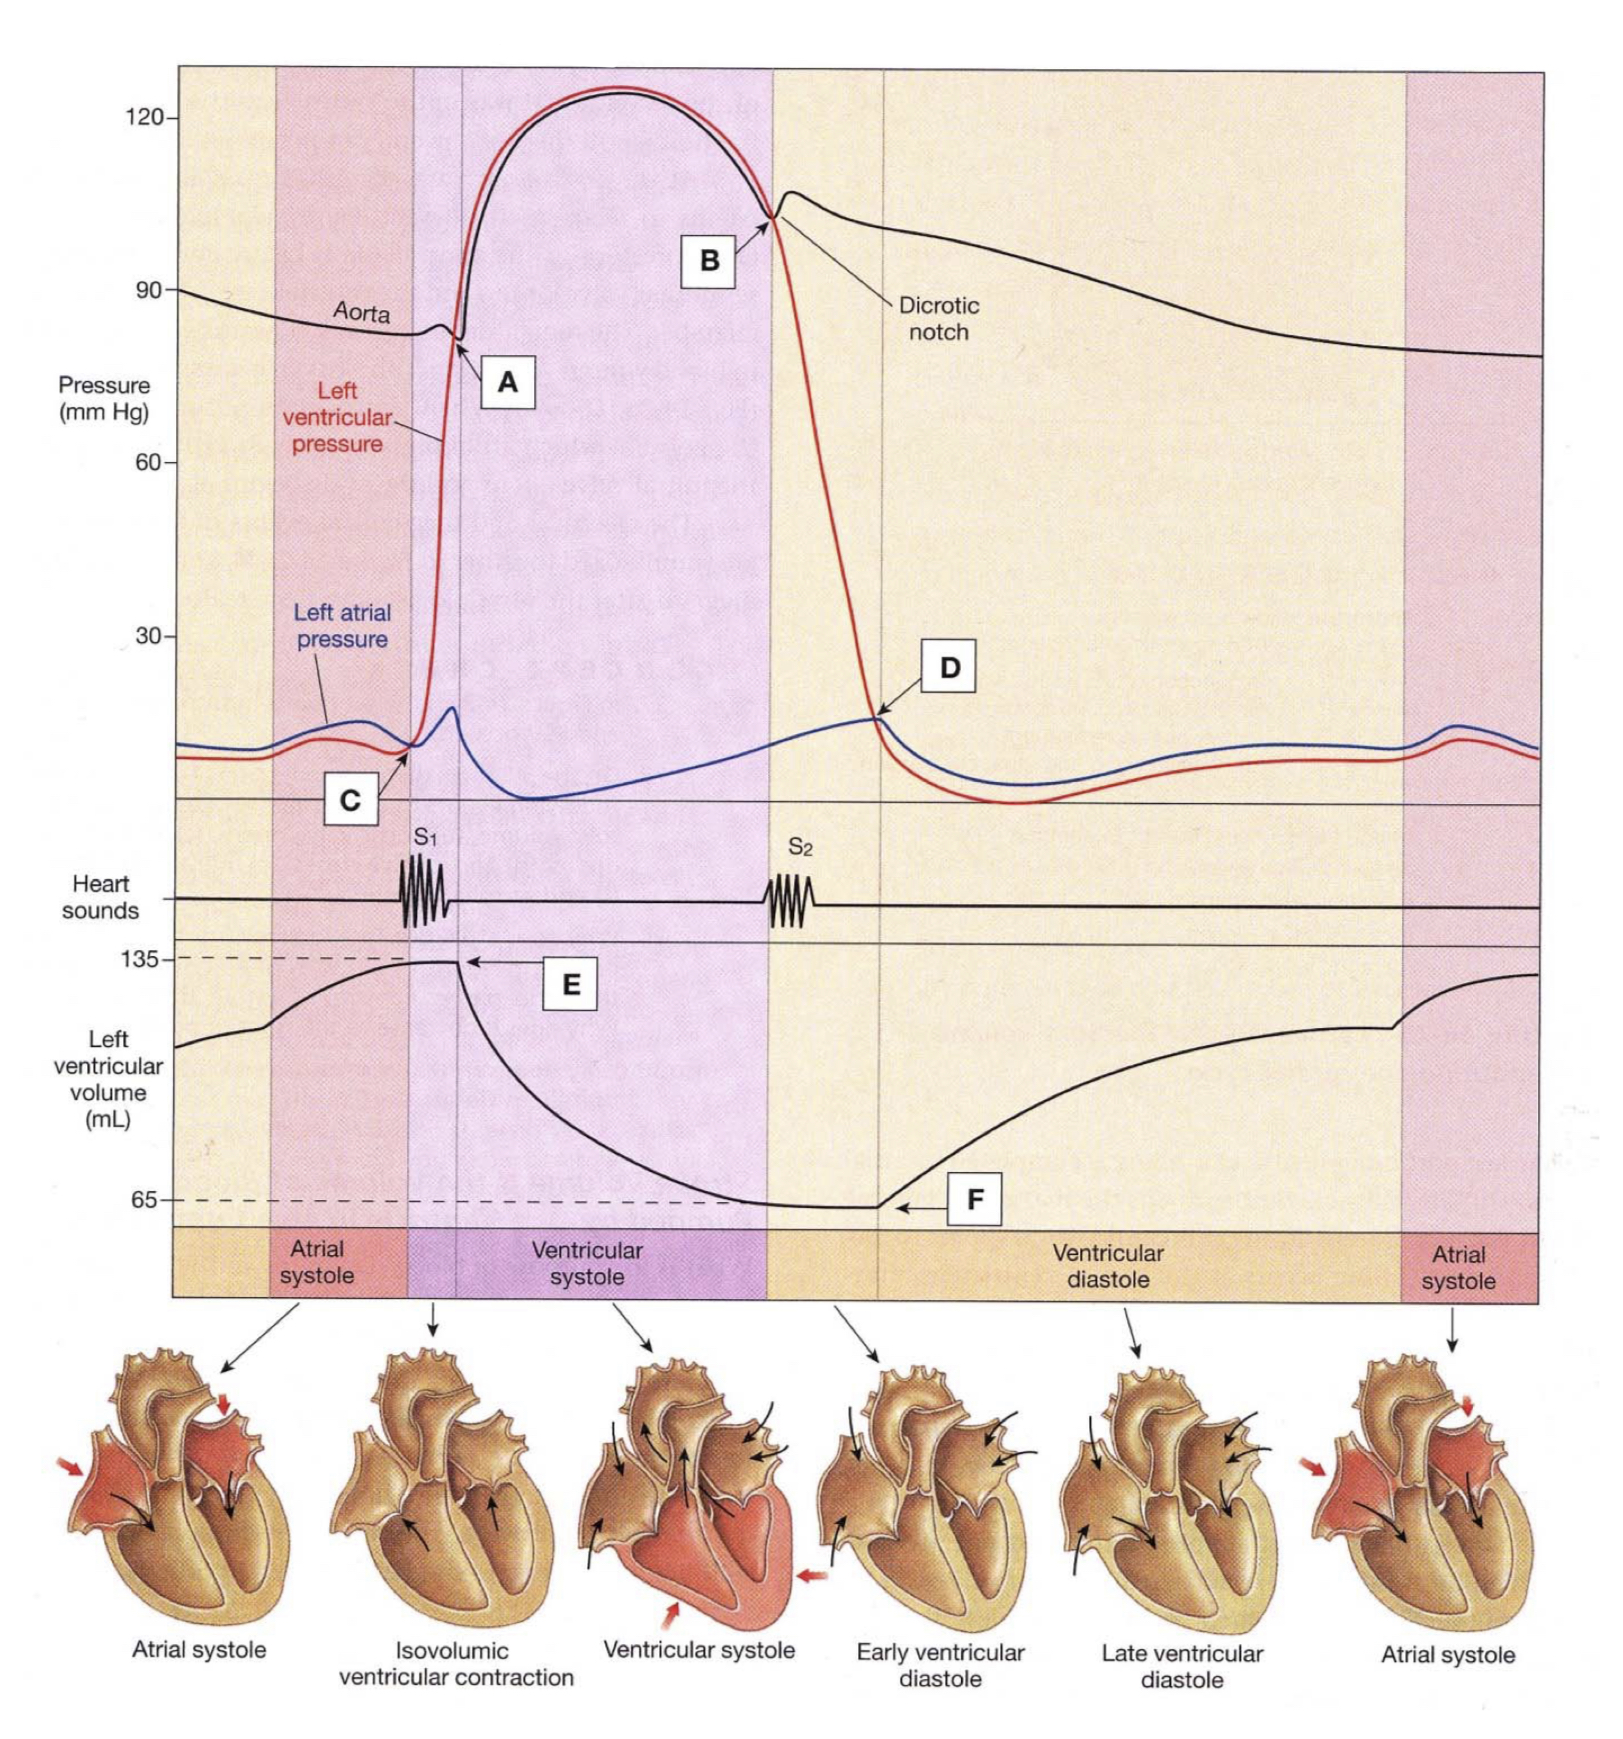 120
90
Aorta
B
Dicrotic
notch
A
Pressure
(mm Hg)
Left
ventricular
pressure
60
Left atrial
pressure
30
D
C
S1
S2
Heart
sounds
135
E
Left
ventricular
volume
(mL)
65
F
Atrial
systole
Ventricular
systole
Ventricular
diastole
Atrial
systole
Atrial systole
Isovolumic
ventricular contraction
Ventricular systole
Early ventricular
diastole
Late ventricular
diastole
Atrial systole